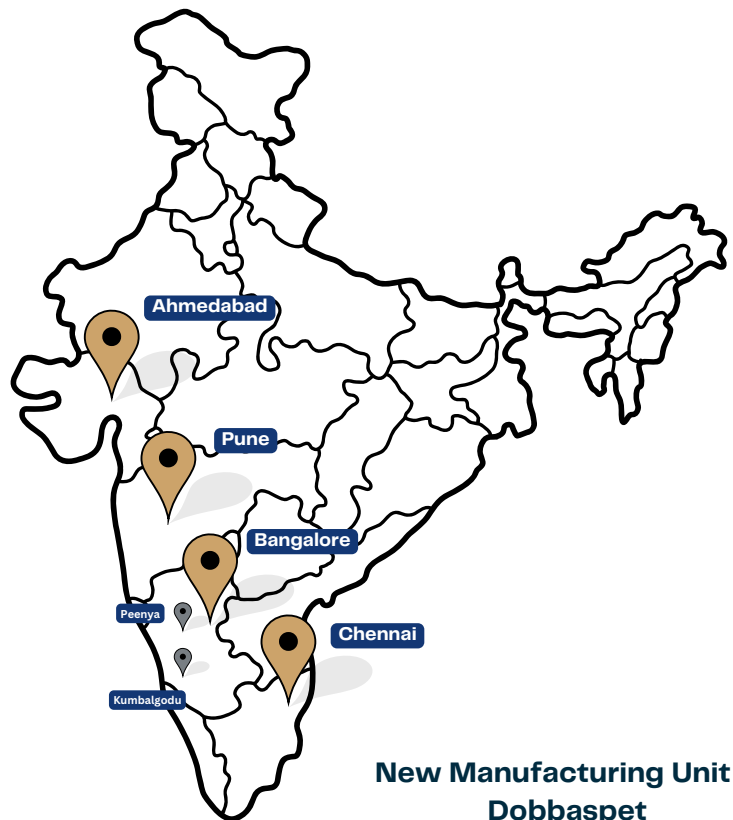 Ahmedabad
Pune
Bangalore
Peenya
Chennai
Kumbalgodu
New Manufacturing Unit
Dobbaspet